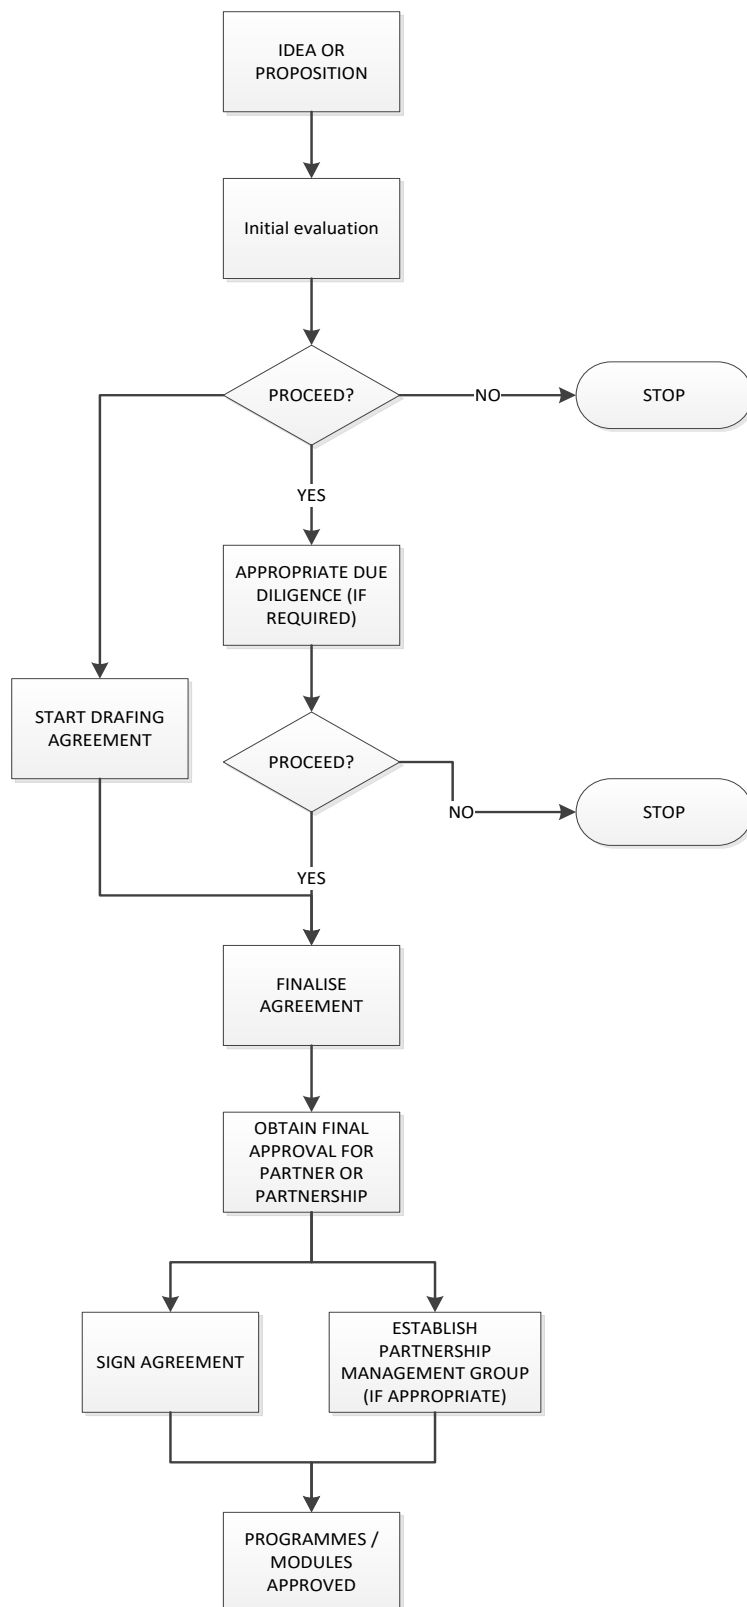 IDEA OR
PROPOSITION
Initial evaluation
PROCEED?
NO
STOP
YES
APPROPRIATE DUE
DILIGENCE (IF
REQUIRED)
START DRAFING
AGREEMENT
PROCEED?
NO
STOP
YES
FINALISE
AGREEMENT
OBTAIN FINAL
APPROVAL FOR
PARTNER OR
PARTNERSHIP
SIGN AGREEMENT
ESTABLISH
PARTNERSHIP
MANAGEMENT GROUP
(IF APPROPRIATE)
PROGRAMMES /
MODULES
APPROVED